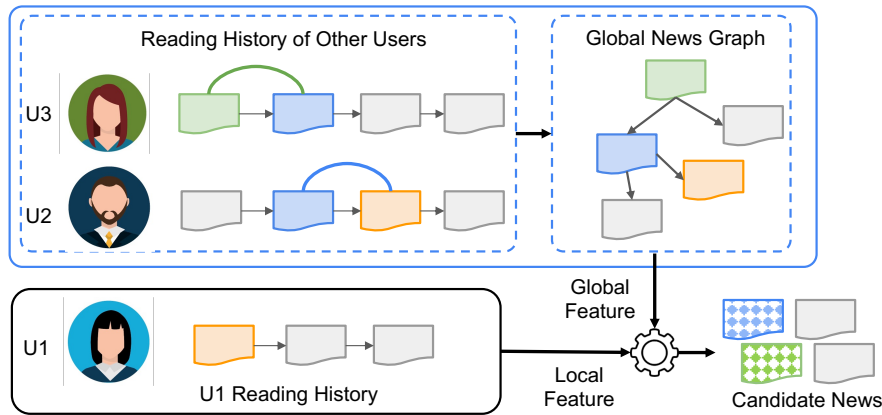 Reading History of Other Users
Global News Graph
U3
U2
Global
Feature
U1
U1 Reading History
Local
Feature
Candidate News